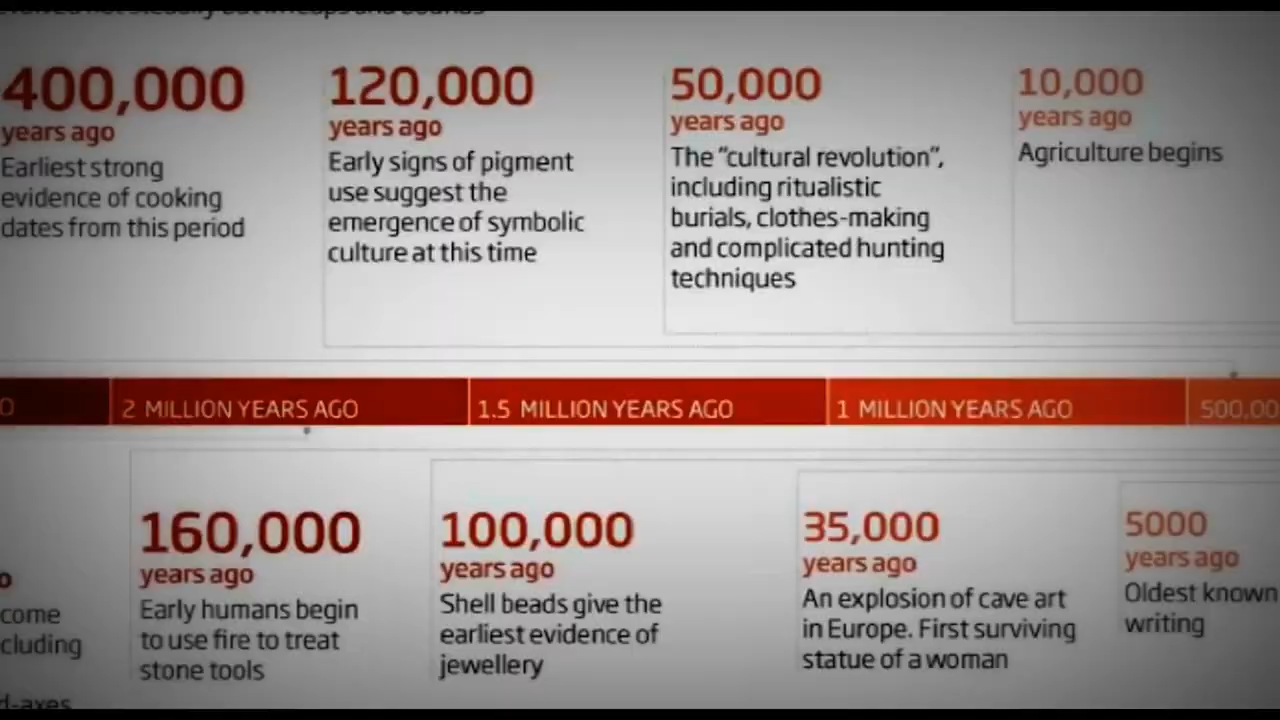 400,000
years ago
Earliest strong
evidence of cooking
dates from this period
120,000
years ago
Early signs of pigment
use suggest the
emergence of symbolic
culture at this time
50,000
years ago
The "cultural revolution",
including ritualistic
burials, clothes-making
and complicated hunting
techniques
10,000
years ago
Agriculture begins
2 MILLION YEARS AGO
1.5 MILLION YEARS AGO
1 MILLION YEARS AGO
500,00
come
cluding
d-axes
160,000
years ago
Early humans begin
to use fire to treat
stone tools
100,000
years ago
Shell beads give the
earliest evidence of
jewellery
35,000
years ago
An explosion of cave art
in Europe. First surviving
statue of a woman
5000
years ago
Oldest known
writing